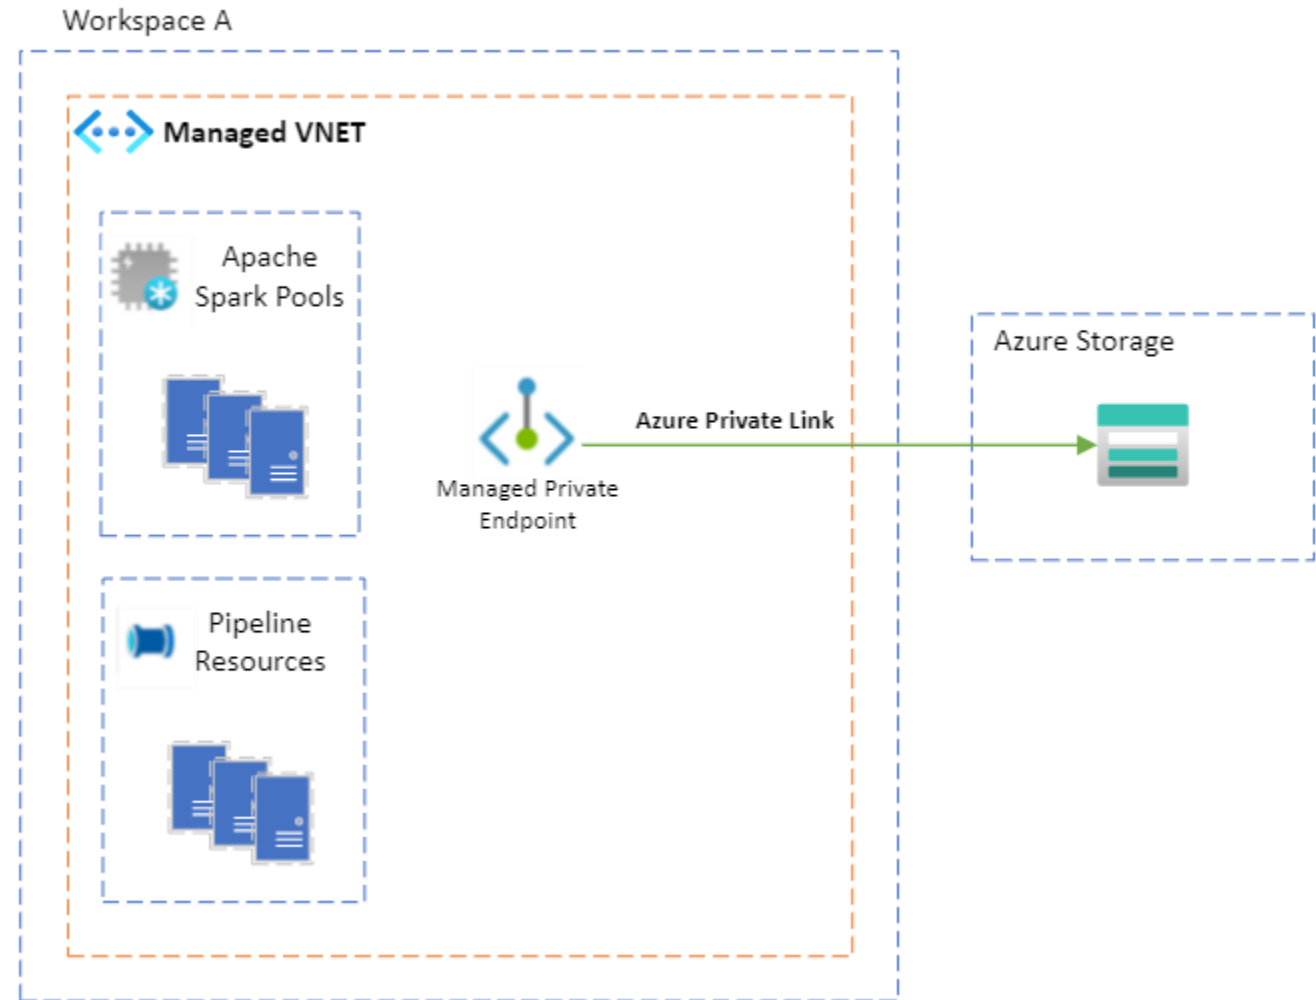 Workspace A
Managed VNET
Apache
Spark Pools
Managed Private
Endpoint
Azure Private Link
Azure Storage
Pipeline
Resources